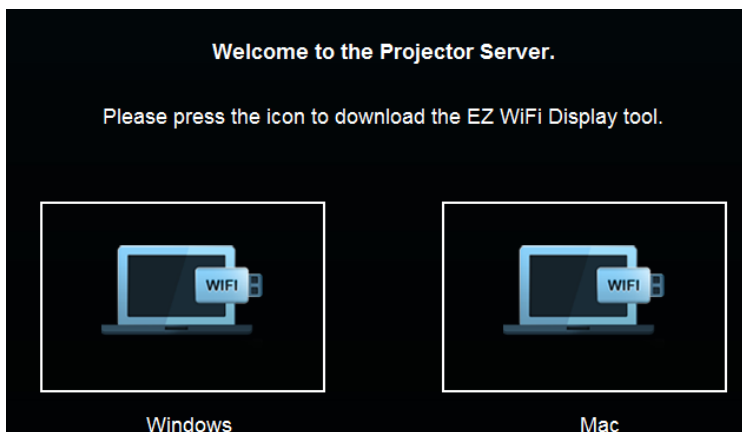 Welcome to the Projector Server.
Please press the icon to download the EZ WiFi Display tool.
WIFI
WIFI
Windows
Mac